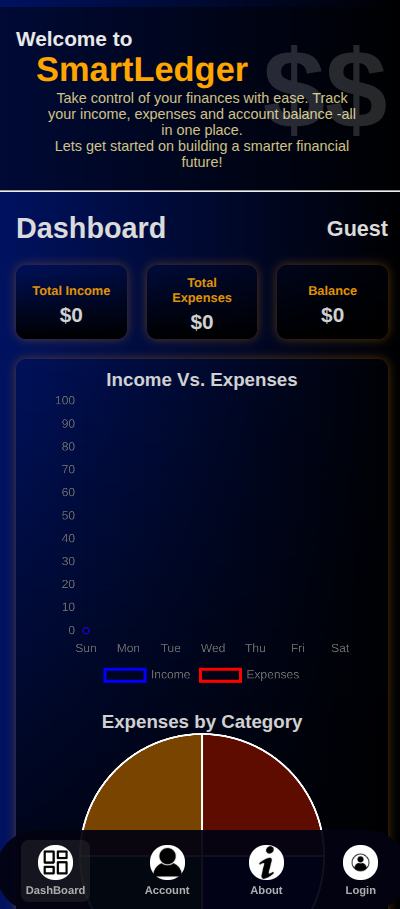 Welcome to
SmartLedger
$$
Take control of your finances with ease. Track
your income, expenses and account balance -all
in one place.
Lets get started on building a smarter financial
future!
Dashboard
Guest
Total Income
$0
Total
Expenses
$0
Balance
$0
Income Vs. Expenses
100
90
80
70
60
50
40
30
20
10
0
Sun Mon Tue Wed Thu Fri Sat
Income Expenses
Expenses by Category
DashBoard Account About Login